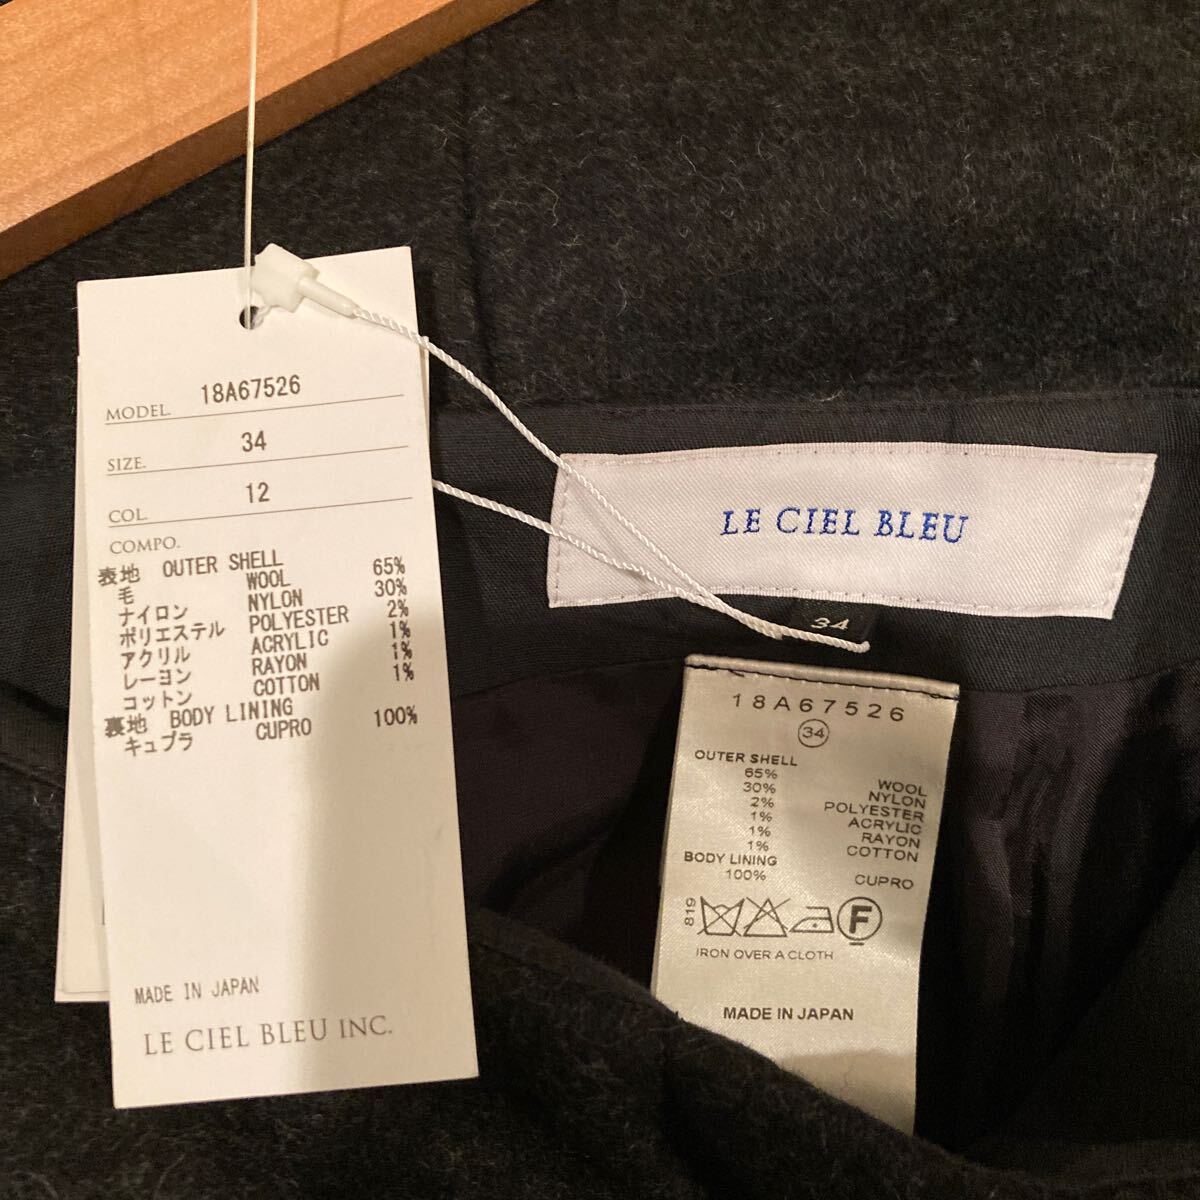 MODEL. 18A67526
SIZE. 34
COL. 12
COMPO.
表地 OUTER SHELL
毛 WOOL 65%
ナイロン NYLON 30%
ポリエステル POLYESTER 2%
アクリル ACRYLIC 1%
レーヨン RAYON 1%
コットン COTTON 1%
裏地 BODY LINING
キュプラ CUPRO 100%
MADE IN JAPAN
LE CIEL BLEU INC.
LE CIEL BLEU
34
18A67526
34
OUTER SHELL
65% WOOL
30% NYLON
2% POLYESTER
1% ACRYLIC
1% RAYON
1% COTTON
BODY LINING
100% CUPRO
819 F
IRON OVER A CLOTH
MADE IN JAPAN